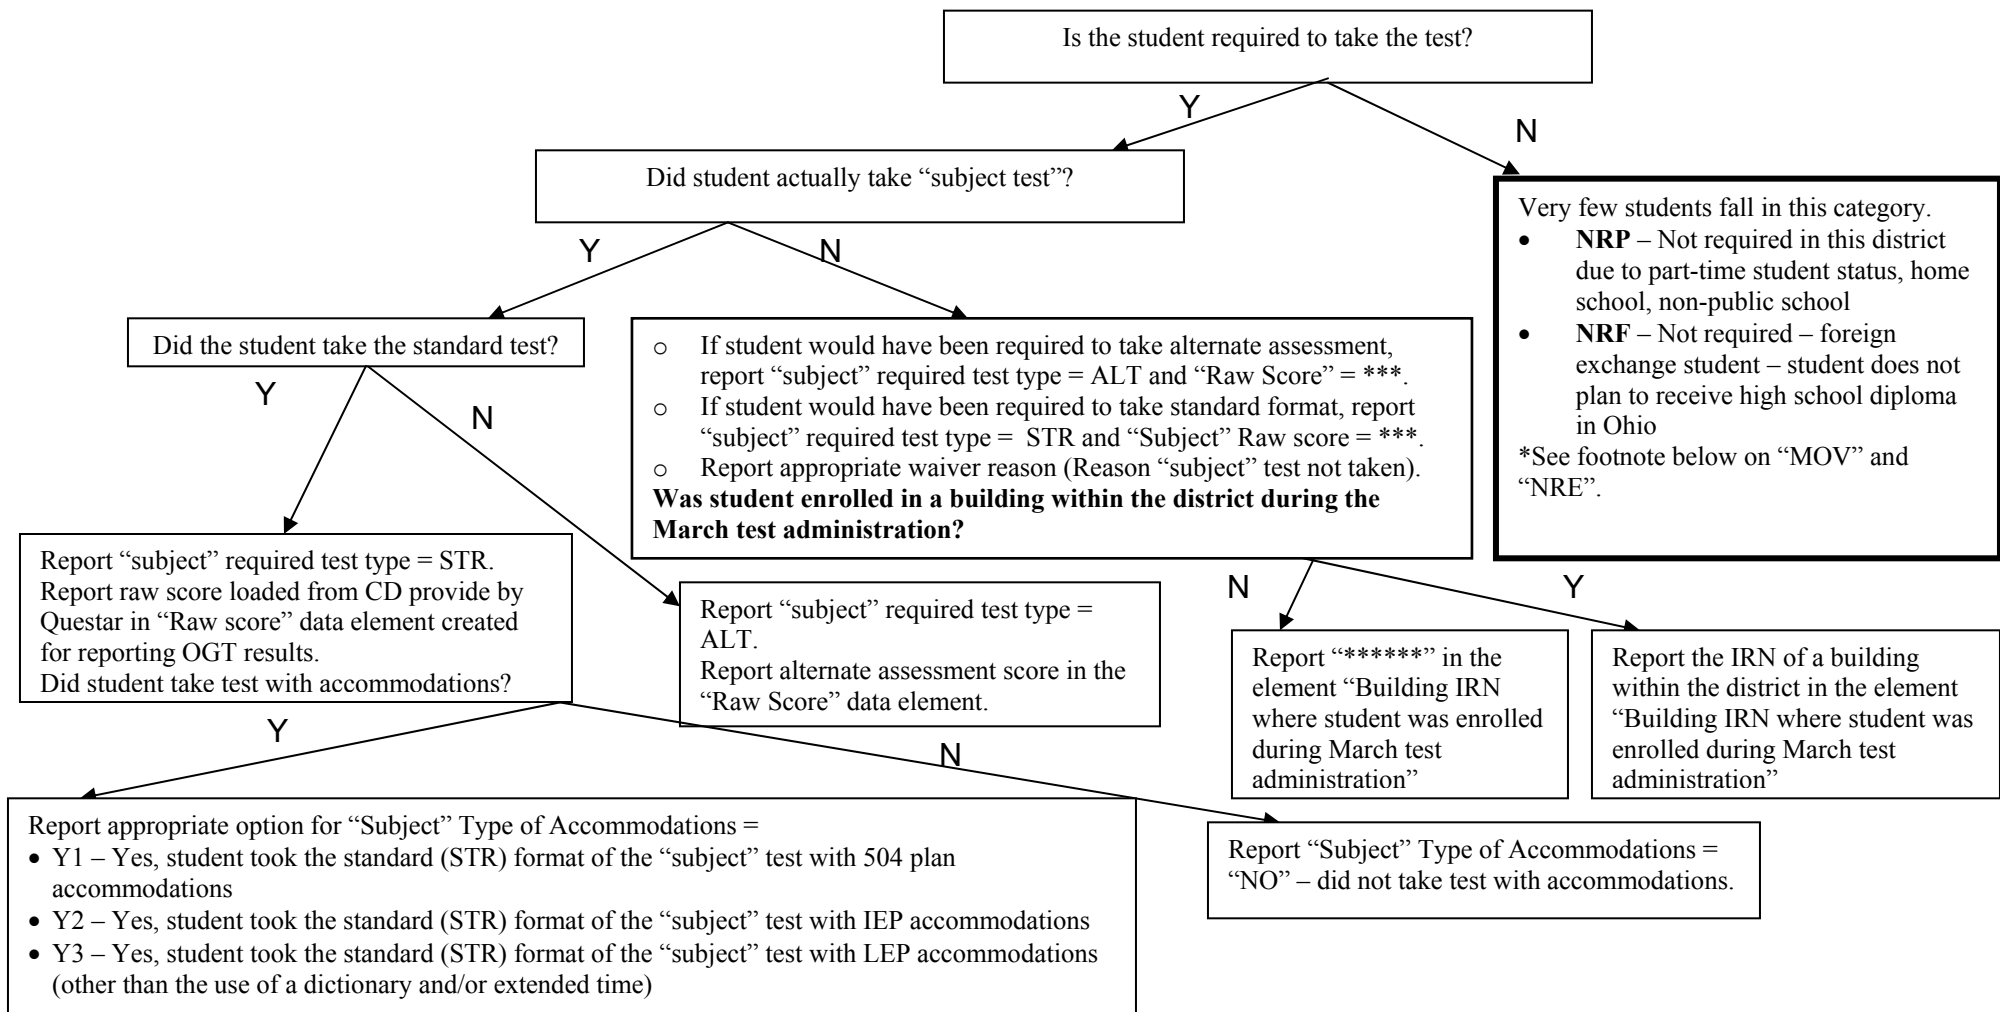 Is the student required to take the test?
Y
N
Did student actually take “subject test”?
Very few students fall in this category.
• NRP – Not required in this district
due to part-time student status, home
school, non-public school
• NRF – Not required – foreign
exchange student – student does not
plan to receive high school diploma
in Ohio
*See footnote below on “MOV” and
“NRE”.
Y
N
Did the student take the standard test?
o If student would have been required to take alternate assessment,
report “subject” required test type = ALT and “Raw Score” = ***.
o If student would have been required to take standard format, report
“subject” required test type = STR and “Subject” Raw score = ***.
o Report appropriate waiver reason (Reason “subject” test not taken).
Was student enrolled in a building within the district during the
March test administration?
Y
N
Report “subject” required test type = STR.
Report raw score loaded from CD provide by
Questar in “Raw score” data element created
for reporting OGT results.
Did student take test with accommodations?
Report “subject” required test type =
ALT.
Report alternate assessment score in the
“Raw Score” data element.
N
Y
Report “******” in the
element “Building IRN
where student was enrolled
during March test
administration”
Report the IRN of a building
within the district in the element
“Building IRN where student was
enrolled during March test
administration”
Y
N
Report appropriate option for “Subject” Type of Accommodations =
• Y1 – Yes, student took the standard (STR) format of the “subject” test with 504 plan
accommodations
• Y2 – Yes, student took the standard (STR) format of the “subject” test with IEP accommodations
• Y3 – Yes, student took the standard (STR) format of the “subject” test with LEP accommodations
(other than the use of a dictionary and/or extended time)
Report “Subject” Type of Accommodations =
“NO” – did not take test with accommodations.